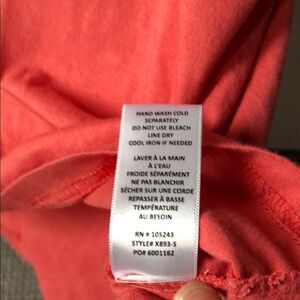 HAND WASH COLD
SEPARATELY
DO NOT USE BLEACH
LINE DRY
COOL IRON IF NEEDED
LAVER À LA MAIN
À L'EAU
FROIDE SÉPARÉMENT
NE PAS BLANCHIR
SÉCHER SUR UNE CORDE
REPASSER À BASSE
TEMPÉRATURE
AU BESOIN
RN # 105243
STYLE# X893-S
PO# 6001162